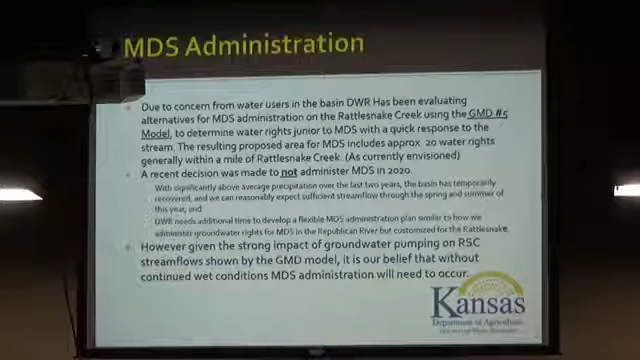 MDS Administration
Due to concern from water users in the basin DWR Has been evaluating
alternatives for MDS administration on the Rattlesnake Creek using the GMD #5
Model, to determine water rights junior to MDS with a quick response to the
stream. The resulting proposed area for MDS includes approx 20 water rights
generally within a mile of Rattlesnake Creek. (As currently envisioned)
A recent decision was made to not administer MDS in 2020.
With significantly above average precipitation over the last two years, the basin has temporarily
recovered, and we can reasonably expect sufficient streamflow through the spring and summer of
this year; and
DWR needs additional time to develop a flexible MDS administration plan similar to how we
administer groundwater rights for MDS in the Republican River but customized for the Rattlesnake.
However given the strong impact of groundwater pumping on RSC
streamflows shown by the GMD model, it is our belief that without
continued wet conditions MDS administration will need to occur.
Kansas
Department of Agriculture